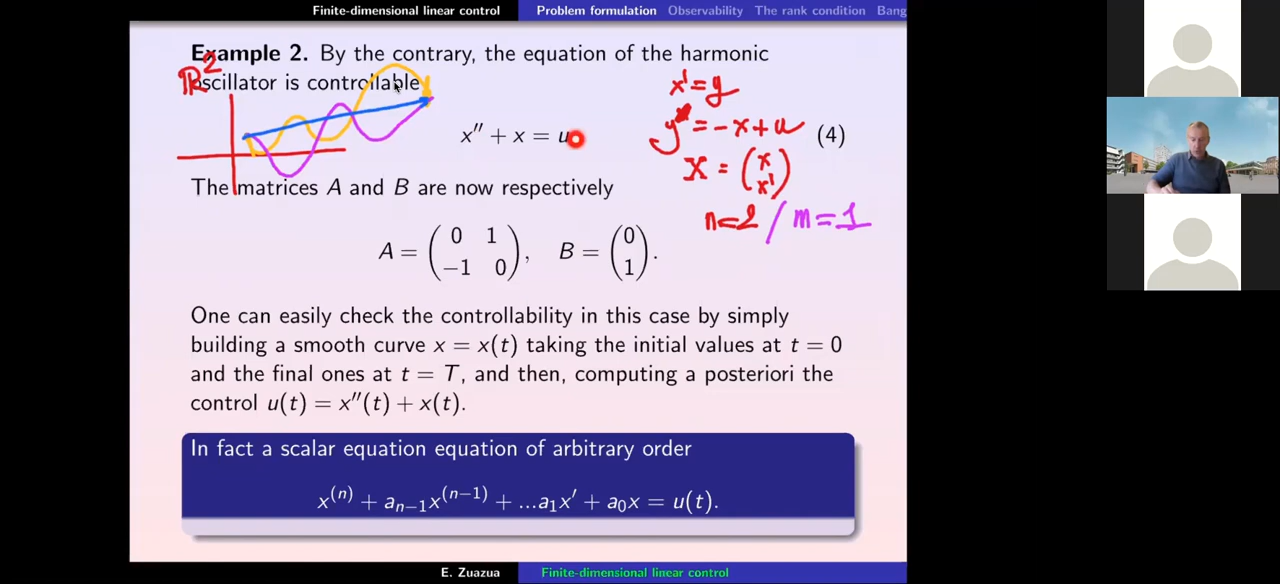 Finite-dimensional linear control Problem formulation Observability The rank condition Bang
Example 2. By the contrary, the equation of the harmonic
oscillator is controllable
ℝ²
x' = y
x'' + x = u
y' = -x + u
(4)
X = (x x')
The matrices A and B are now respectively
n=2 / m=1
A = (0 1 −1 0), B = (0 1).
One can easily check the controllability in this case by simply
building a smooth curve x = x(t) taking the initial values at t = 0
and the final ones at t = T, and then, computing a posteriori the
control u(t) = x''(t) + x(t).
In fact a scalar equation equation of arbitrary order
x^(n) + a_{n−1}x^(n−1) + ...a_1x' + a_0x = u(t).
E. Zuazua Finite-dimensional linear control